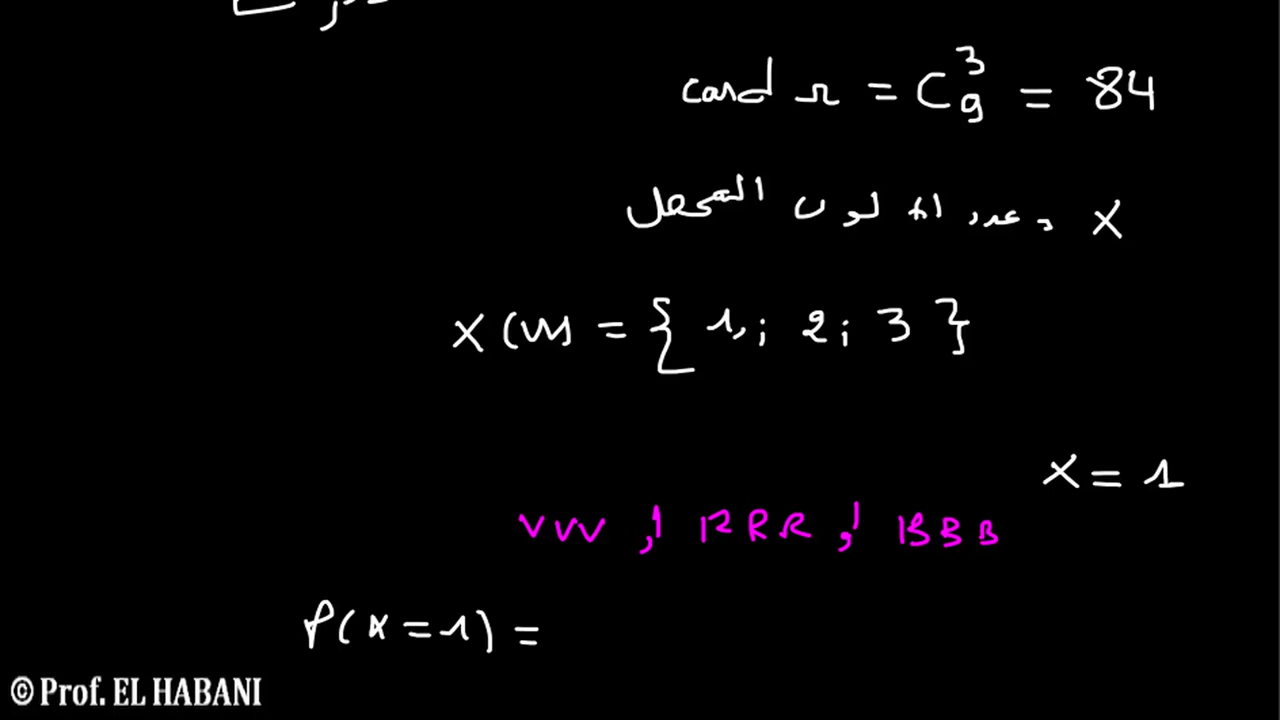 card Ω = C₉³ = 84
X عدد الألوان المحصل
X(Ω) = { 1 ; 2 ; 3 }
X = 1
VVV أو RRR أو BBB
P(X=1) =
© Prof. EL HABANI